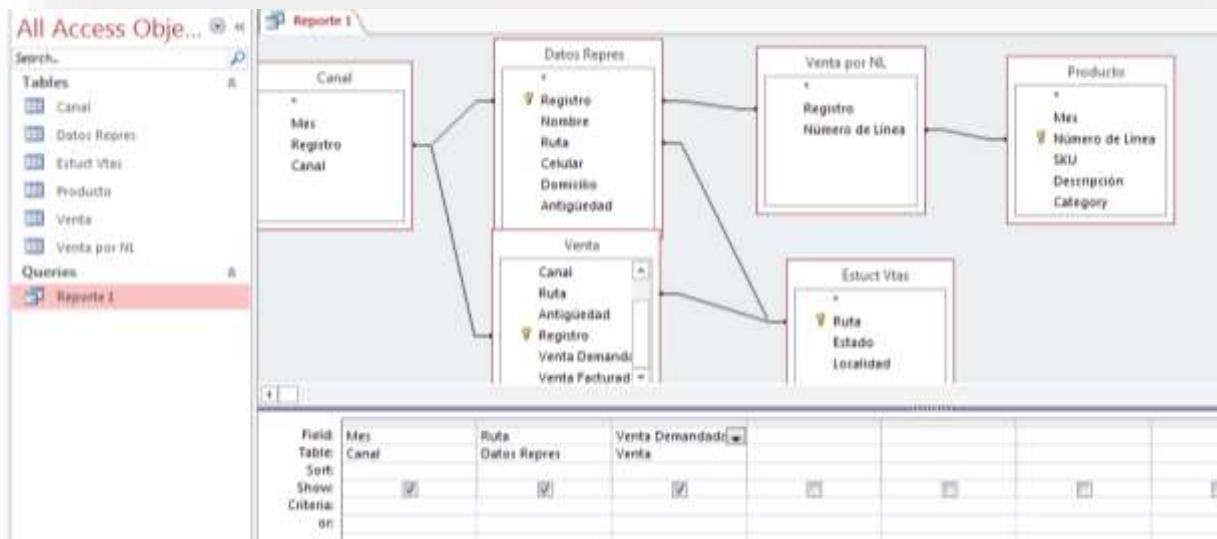 All Access Obje...
Search...
Tables
Canal
Datos Repres
Estuct Vtas
Producto
Venta
Venta por NL
Queries
Reporte 1
Reporte 1
Canal
*
Mes
Registro
Canal
Datos Repres
*
Registro
Nombre
Ruta
Celular
Domicilio
Antigüedad
Venta por NL
*
Registro
Número de Línea
Producto
*
Mes
Número de Línea
SKU
Descripción
Category
Venta
Canal
Ruta
Antigüedad
Registro
Venta Demanda
Venta Facturad
Estuct Vtas
*
Ruta
Estado
Localidad
Field: Mes Ruta Venta Demandada
Table: Canal Datos Repres Venta
Sort:
Show:
Criteria:
or: